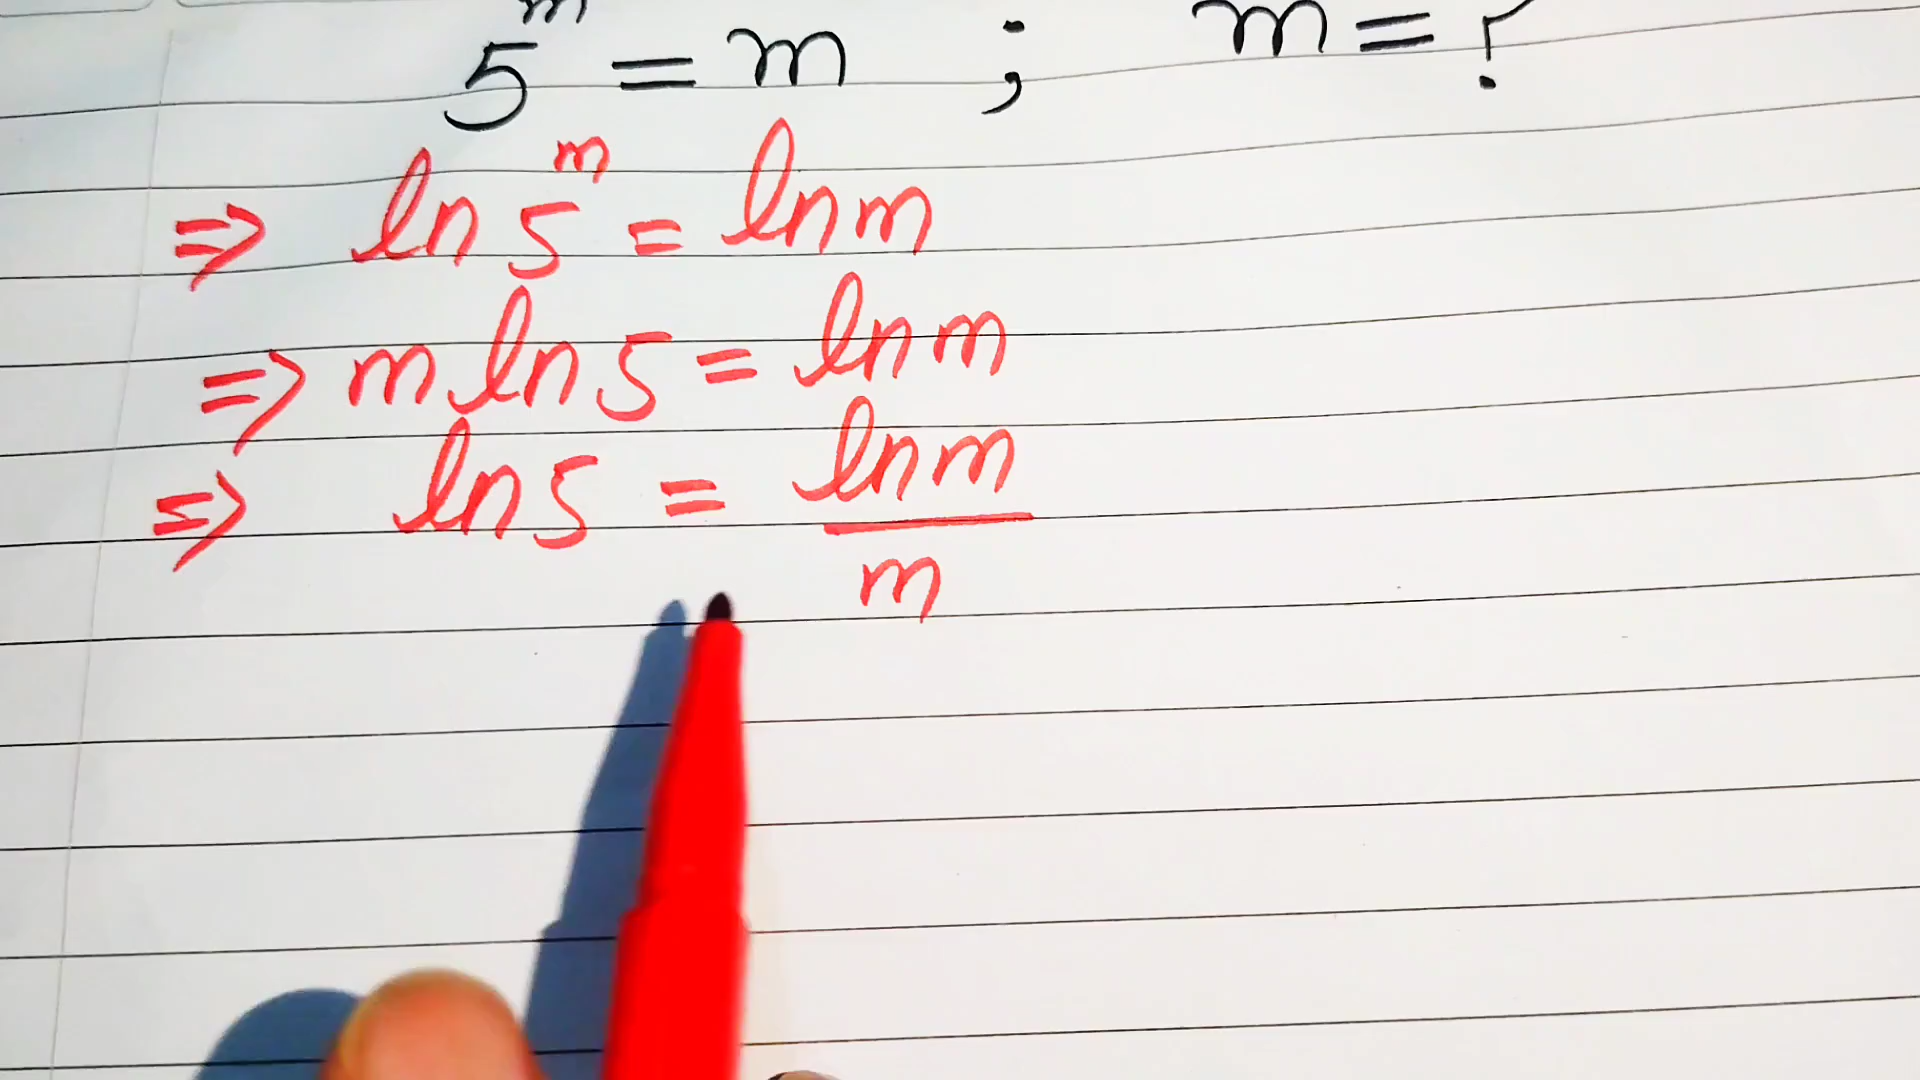 5^m = m ; m = ?
⇒ ln 5^m = ln m
⇒ m ln 5 = ln m
⇒ ln 5 = ln m / m